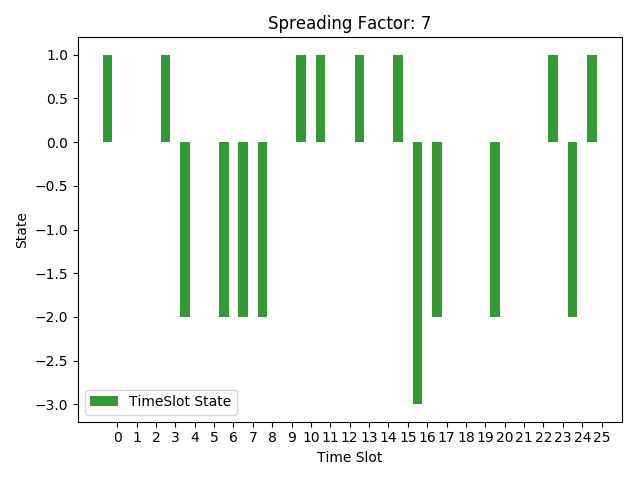 Spreading Factor: 7
1.0
0.5
0.0
−0.5
−1.0
−1.5
−2.0
−2.5
−3.0
State
TimeSlot State
0 1 2 3 4 5 6 7 8 9 10 11 12 13 14 15 16 17 18 19 20 21 22 23 24 25
Time Slot